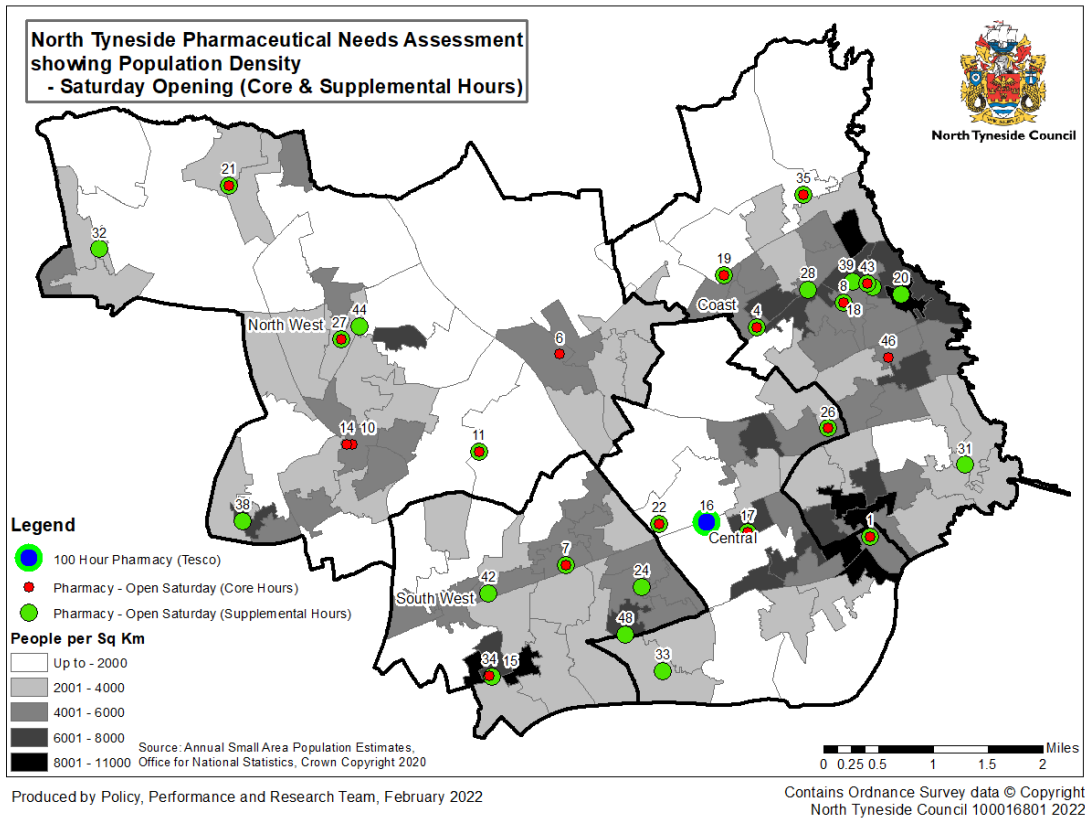 North Tyneside Pharmaceutical Needs Assessment
showing Population Density
- Saturday Opening (Core & Supplemental Hours)
North Tyneside Council
21
35
32
19
28
39
43
20
8
18
Coast
4
44
27
North West
6
46
14
10
11
26
31
38
22
16
17
1
Central
7
24
42
South West
48
34
15
33
Legend
100 Hour Pharmacy (Tesco)
Pharmacy - Open Saturday (Core Hours)
Pharmacy - Open Saturday (Supplemental Hours)
People per Sq Km
Up to - 2000
2001 - 4000
4001 - 6000
6001 - 8000
8001 - 11000
Source: Annual Small Area Population Estimates,
Office for National Statistics, Crown Copyright 2020
Miles
0 0.25 0.5 1 1.5 2
Produced by Policy, Performance and Research Team, February 2022
Contains Ordnance Survey data © Copyright
North Tyneside Council 100016801 2022